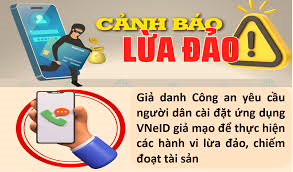 CẢNH BÁO
LỪA ĐẢO
Giả danh Công an yêu cầu
người dân cài đặt ứng dụng
VNeID giả mạo để thực hiện
các hành vi lừa đảo, chiếm
đoạt tài sản